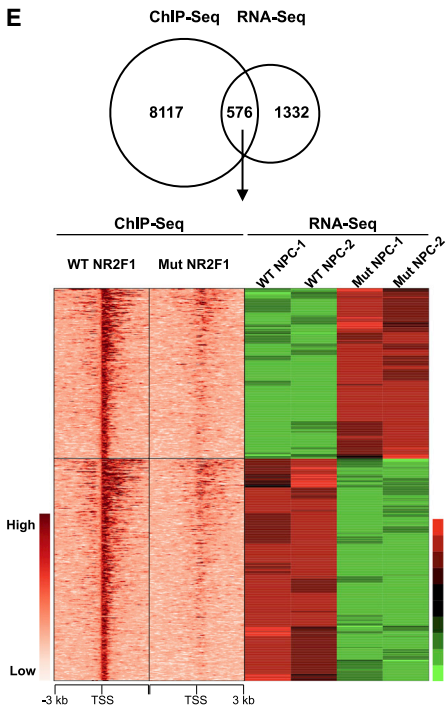 E
ChIP-Seq RNA-Seq
8117 576 1332
ChIP-Seq RNA-Seq
WT NR2F1 Mut NR2F1 WT NPC-1 WT NPC-2 Mut NPC-1 Mut NPC-2
High
Low
-3 kb TSS TSS 3 kb